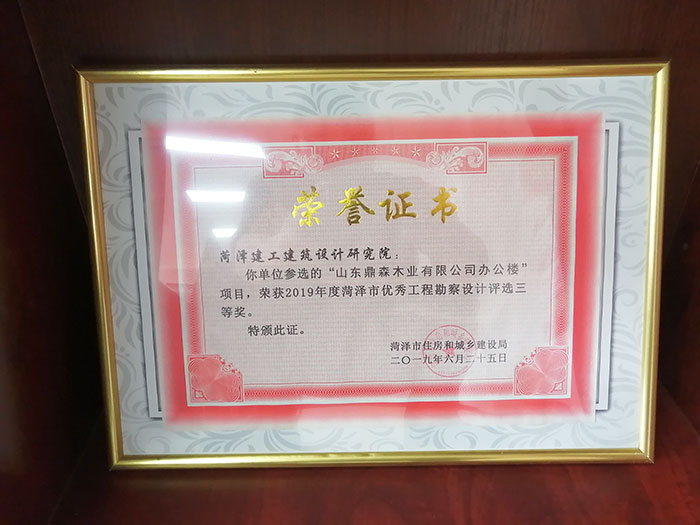 荣誉证书
菏泽建工建筑设计研究院：
你单位参选的“山东鼎森木业有限公司办公楼”
项目，荣获2019年度菏泽市优秀工程勘察设计评选三
等奖。
特颁此证。
菏泽市住房和城乡建设局
二〇一九年六月二十五日